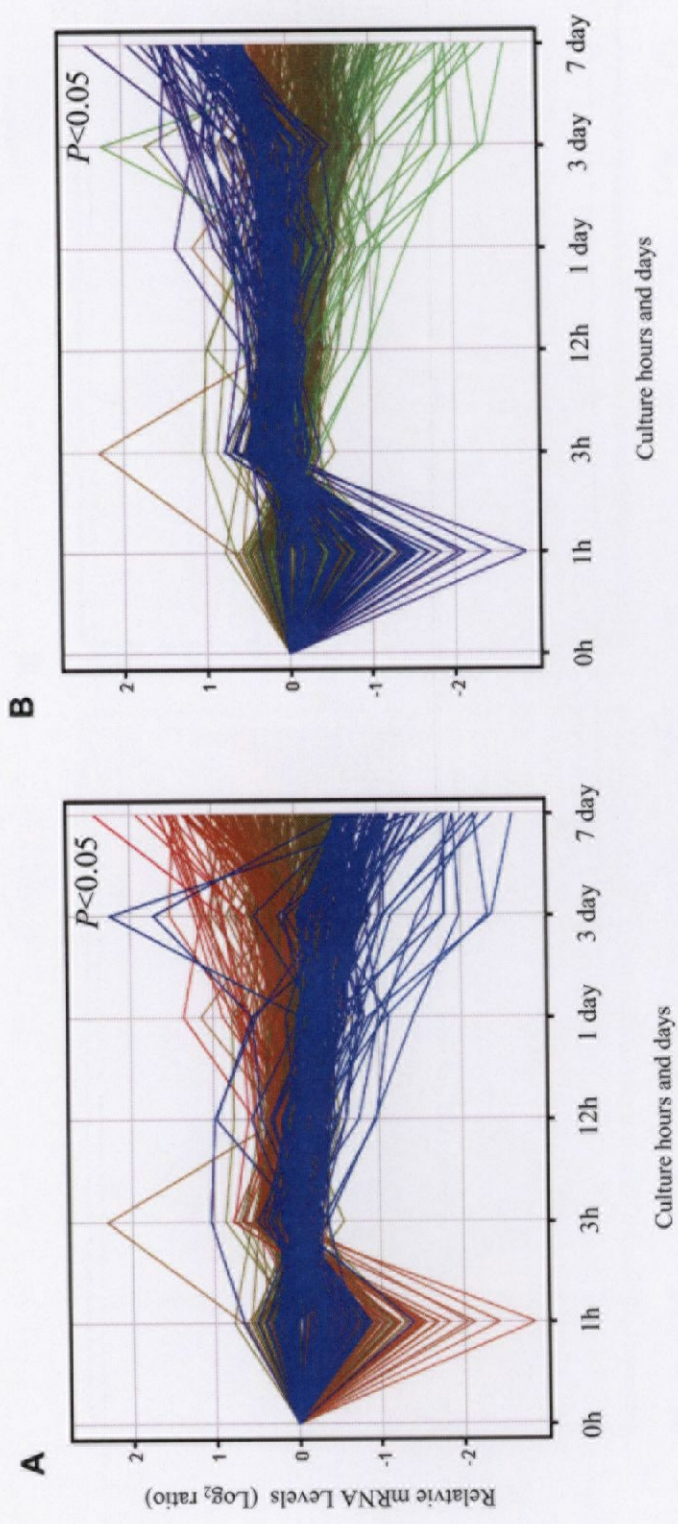 A
P<0.05
2
1
0
-1
-2
Relatvie mRNA Levels (Log2 ratio)
0h 1h 3h 12h 1 day 3 day 7 day
Culture hours and days
B
P<0.05
2
1
0
-1
-2
0h 1h 3h 12h 1 day 3 day 7 day
Culture hours and days